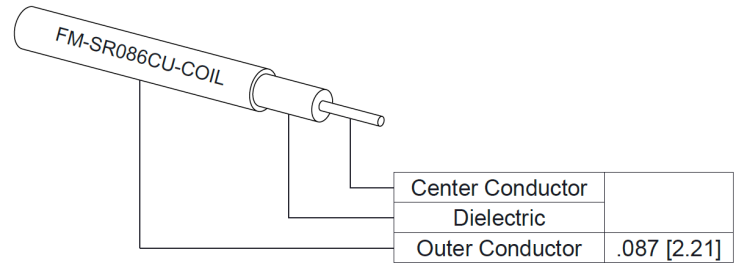 FM-SR086CU-COIL
Center Conductor
Dielectric
Outer Conductor .087 [2.21]